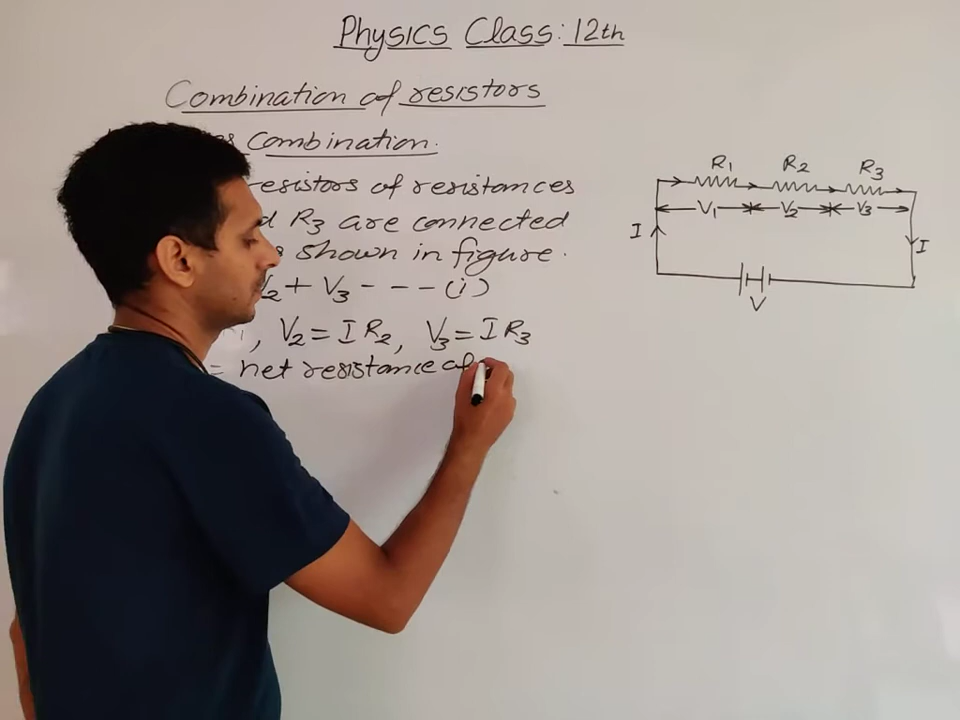 Physics Class: 12th
Combination of resistors
Combination.
resistors of resistances
R3 are connected
shown in figure.
V2 + V3 - - - - (i)
, V2 = I R2, V3 = I R3
= net resistance of
R1 R2 R3
V1 V2 V3
I I
V